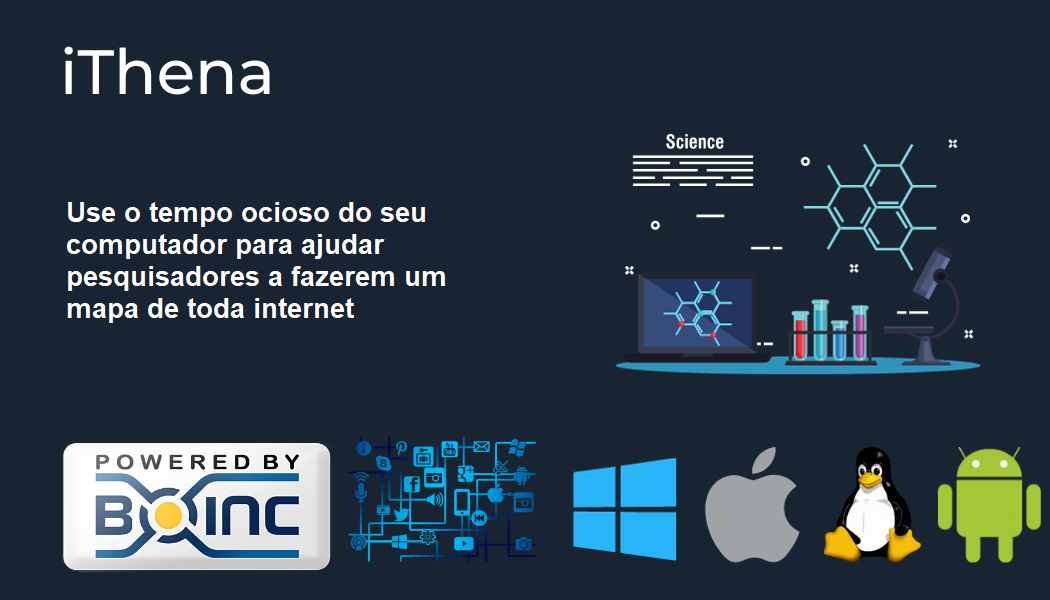 iThena
Science
Use o tempo ocioso do seu
computador para ajudar
pesquisadores a fazerem um
mapa de toda internet
POWERED BY
BOINC